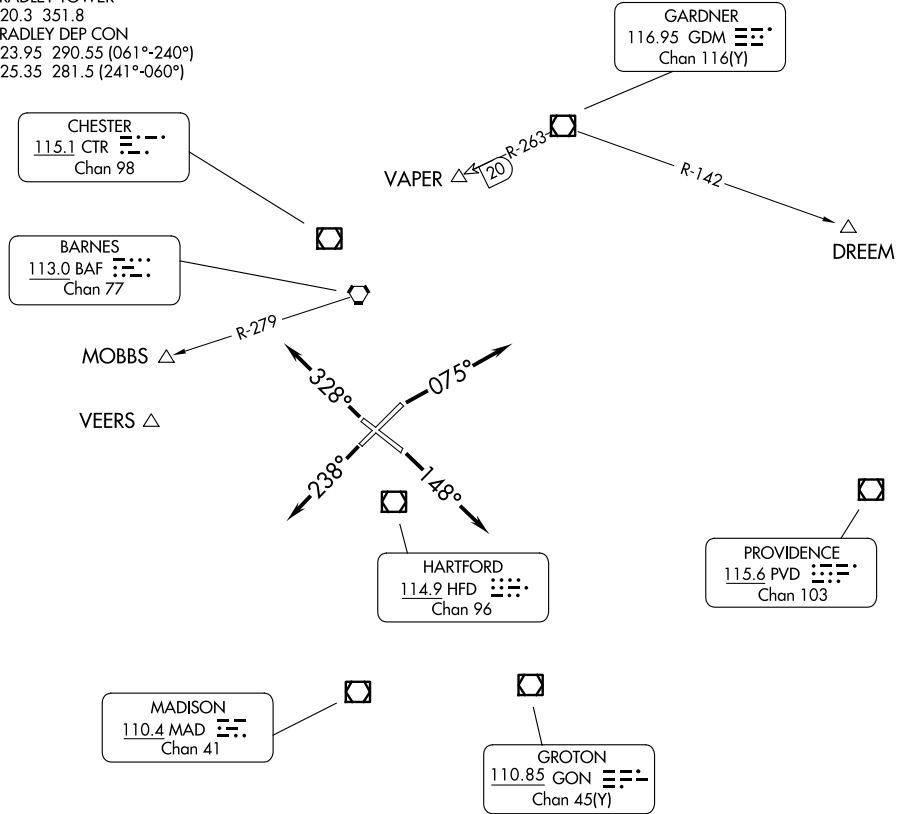 20.3 351.8
RADLEY DEP CON
23.95 290.55 (061°-240°)
25.35 281.5 (241°-060°)
GARDNER
116.95 GDM
Chan 116(Y)
CHESTER
115.1 CTR
Chan 98
R-263
20
VAPER
R-142
DREEM
BARNES
113.0 BAF
Chan 77
R-279
MOBBS
VEERS
328°
075°
238°
148°
HARTFORD
114.9 HFD
Chan 96
PROVIDENCE
115.6 PVD
Chan 103
MADISON
110.4 MAD
Chan 41
GROTON
110.85 GON
Chan 45(Y)